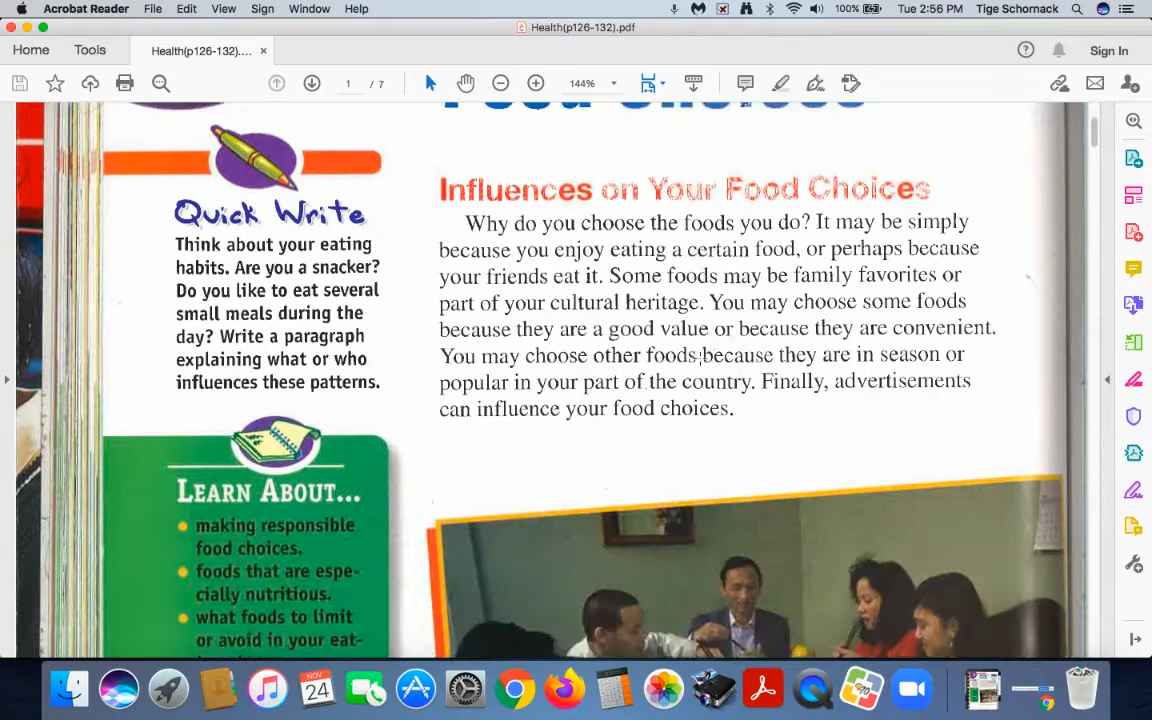 Acrobat Reader File Edit View Sign Window Help 100% Tue 2:56 PM Tige Schornack
Health(p126-132).pdf
Home Tools Health(p126-132).... × Sign In
1 / 7 144%
Influences on Your Food Choices
Quick Write
Think about your eating
habits. Are you a snacker?
Do you like to eat several
small meals during the
day? Write a paragraph
explaining what or who
influences these patterns.
Why do you choose the foods you do? It may be simply
because you enjoy eating a certain food, or perhaps because
your friends eat it. Some foods may be family favorites or
part of your cultural heritage. You may choose some foods
because they are a good value or because they are convenient.
You may choose other foods because they are in season or
popular in your part of the country. Finally, advertisements
can influence your food choices.
LEARN ABOUT...
making responsible
food choices.
foods that are espe-
cially nutritious.
what foods to limit
or avoid in your eat-
NOV
24